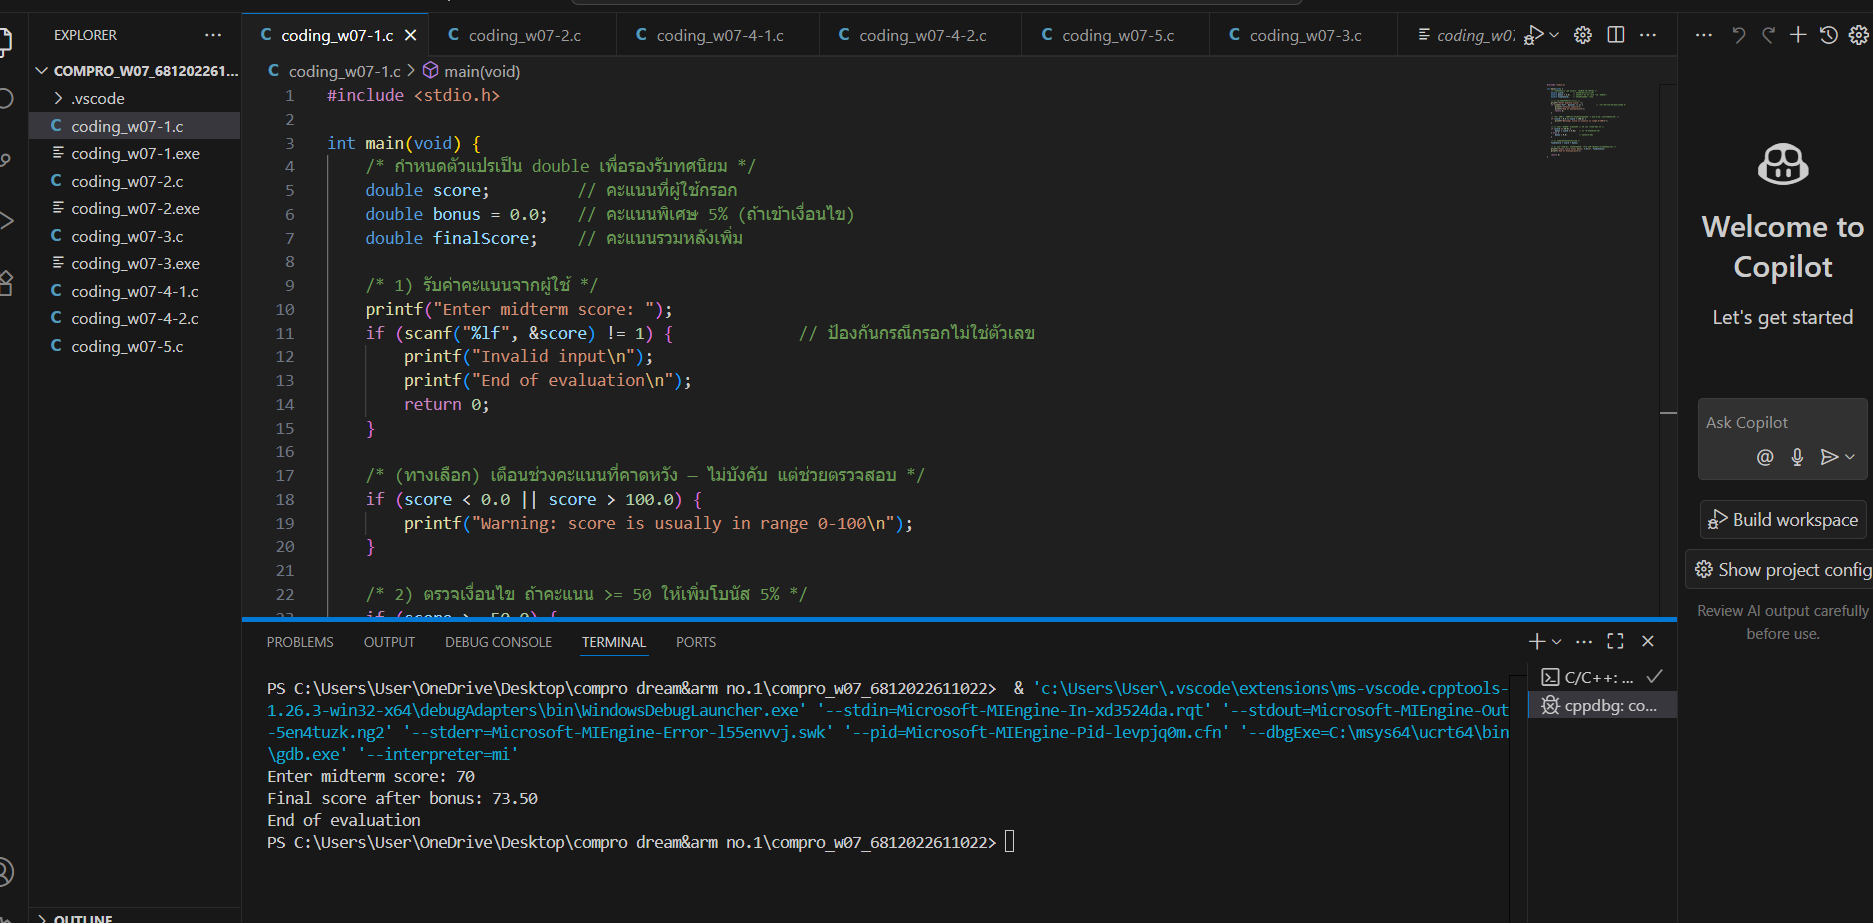 EXPLORER
COMPRO_W07_681202261...
.vscode
coding_w07-1.c
coding_w07-1.exe
coding_w07-2.c
coding_w07-2.exe
coding_w07-3.c
coding_w07-3.exe
coding_w07-4-1.c
coding_w07-4-2.c
coding_w07-5.c
OUTLINE
coding_w07-1.c coding_w07-2.c coding_w07-4-1.c coding_w07-4-2.c coding_w07-5.c coding_w07-3.c
coding_w07-1.c > main(void)
1 #include <stdio.h>
2
3 int main(void) {
4 /* กำหนดตัวแปรเป็น double เพื่อรองรับทศนิยม */
5 double score; // คะแนนที่ผู้ใช้กรอก
6 double bonus = 0.0; // คะแนนพิเศษ 5% (ถ้าเข้าเงื่อนไข)
7 double finalScore; // คะแนนรวมหลังเพิ่ม
8
9 /* 1) รับค่าคะแนนจากผู้ใช้ */
10 printf("Enter midterm score: ");
11 if (scanf("%lf", &score) != 1) { // ป้องกันกรณีกรอกไม่ใช่ตัวเลข
12 printf("Invalid input\n");
13 printf("End of evaluation\n");
14 return 0;
15 }
16
17 /* (ทางเลือก) เตือนช่วงคะแนนที่คาดหวัง — ไม่บังคับ แต่ช่วยตรวจสอบ */
18 if (score < 0.0 || score > 100.0) {
19 printf("Warning: score is usually in range 0-100\n");
20 }
21
22 /* 2) ตรวจเงื่อนไข ถ้าคะแนน >= 50 ให้เพิ่มโบนัส 5% */
PROBLEMS OUTPUT DEBUG CONSOLE TERMINAL PORTS
PS C:\Users\User\OneDrive\Desktop\compro dream&arm no.1\compro_w07_6812022611022> & 'c:\Users\User\.vscode\extensions\ms-vscode.cpptools-
1.26.3-win32-x64\debugAdapters\bin\WindowsDebugLauncher.exe' '--stdin=Microsoft-MIEngine-In-xd3524da.rqt' '--stdout=Microsoft-MIEngine-Out
-5en4tuzk.ng2' '--stderr=Microsoft-MIEngine-Error-l55envvj.swk' '--pid=Microsoft-MIEngine-Pid-levpjq0m.cfn' '--dbgExe=C:\msys64\ucrt64\bin
\gdb.exe' '--interpreter=mi'
Enter midterm score: 70
Final score after bonus: 73.50
End of evaluation
PS C:\Users\User\OneDrive\Desktop\compro dream&arm no.1\compro_w07_6812022611022>
C/C++: ...
cppdbg: co...
Welcome to
Copilot
Let's get started
Ask Copilot
Build workspace
Show project config
Review AI output carefully
before use.